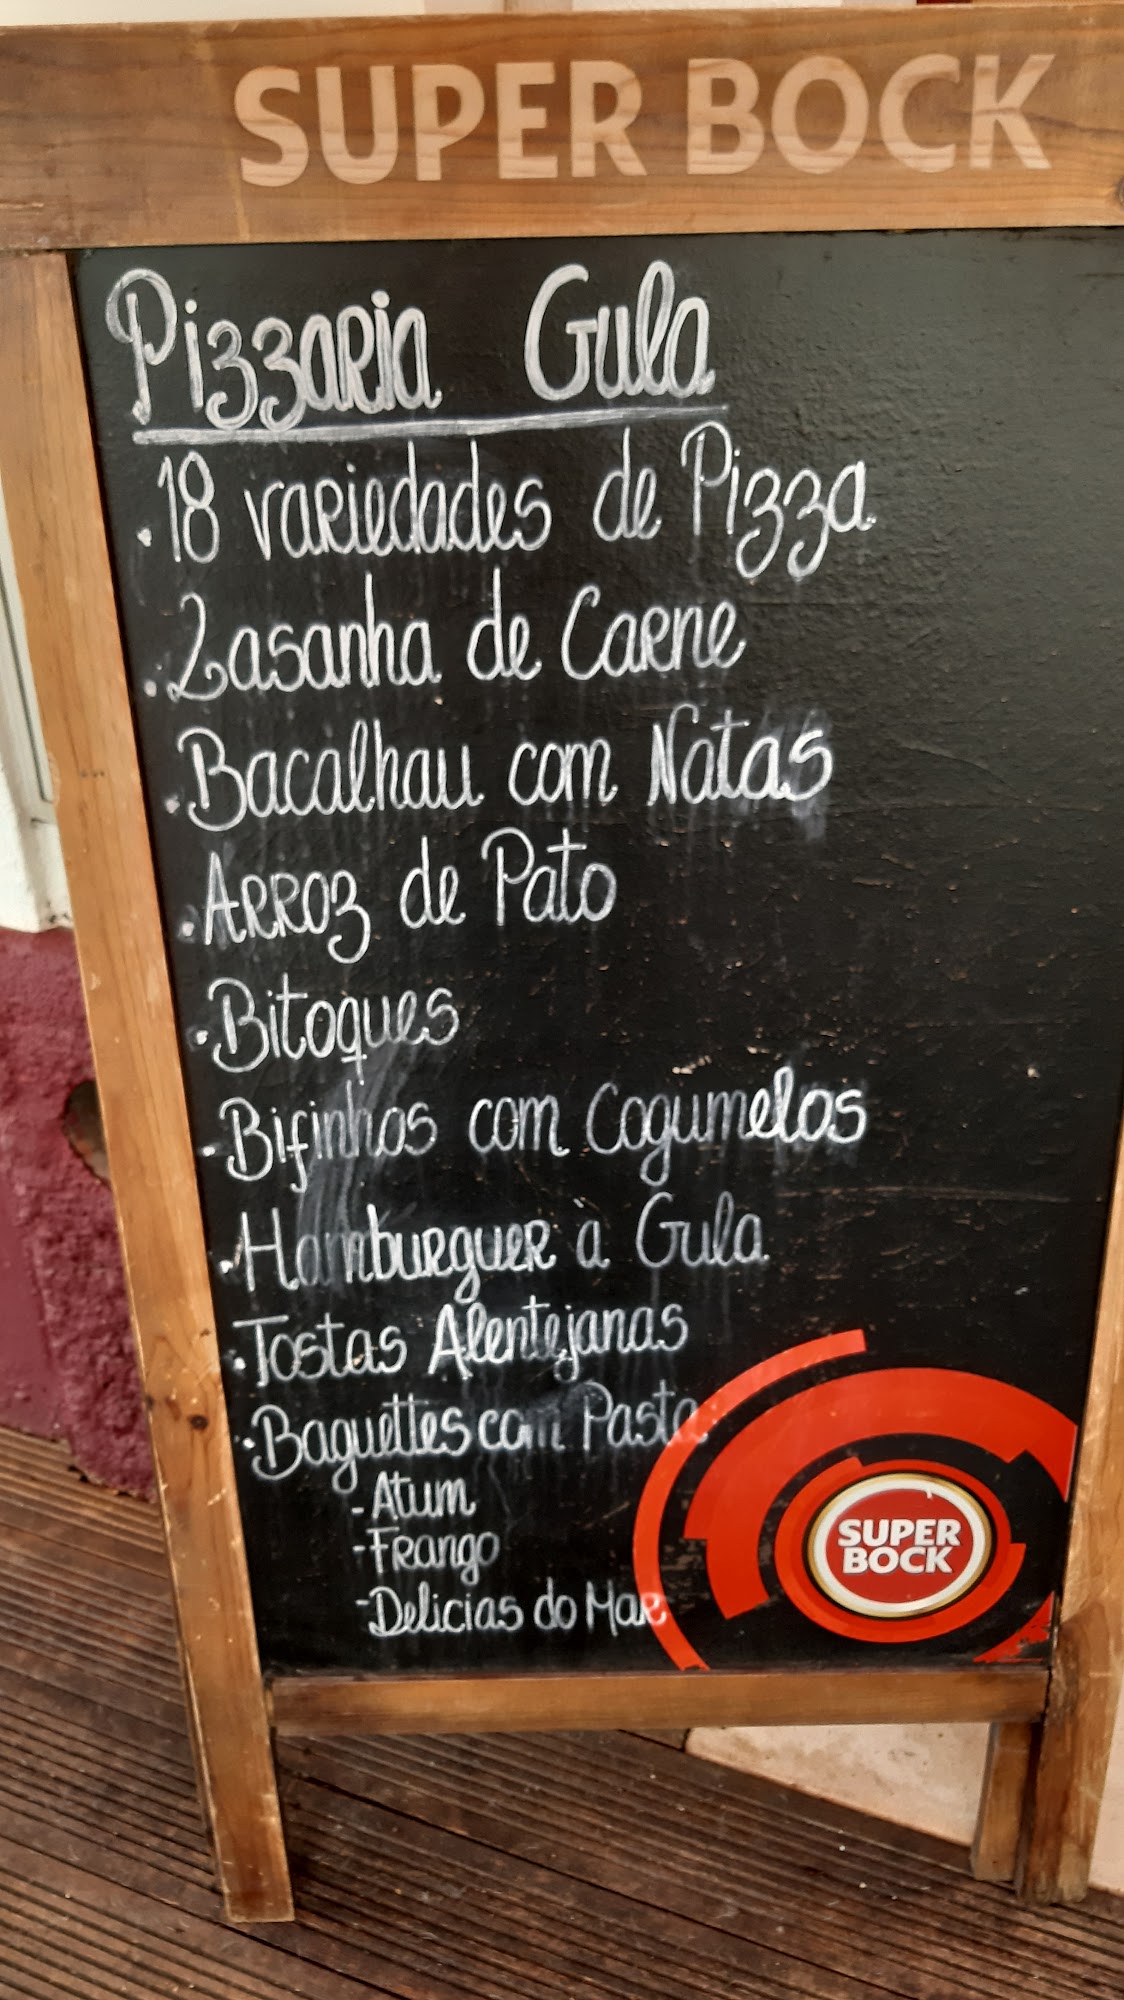 SUPER BOCK
Pizzaria Gula
. 18 variedades de Pizza
. Lasanha de Carne
. Bacalhau com Natas
. Arroz de Pato
. Bitoques
. Bifinhos com Cogumelos
. Hamburguer à Gula
. Tostas Alentejanas
. Baguettes com Pasta
- Atum
- Frango
- Delicias do Mar
SUPER
BOCK